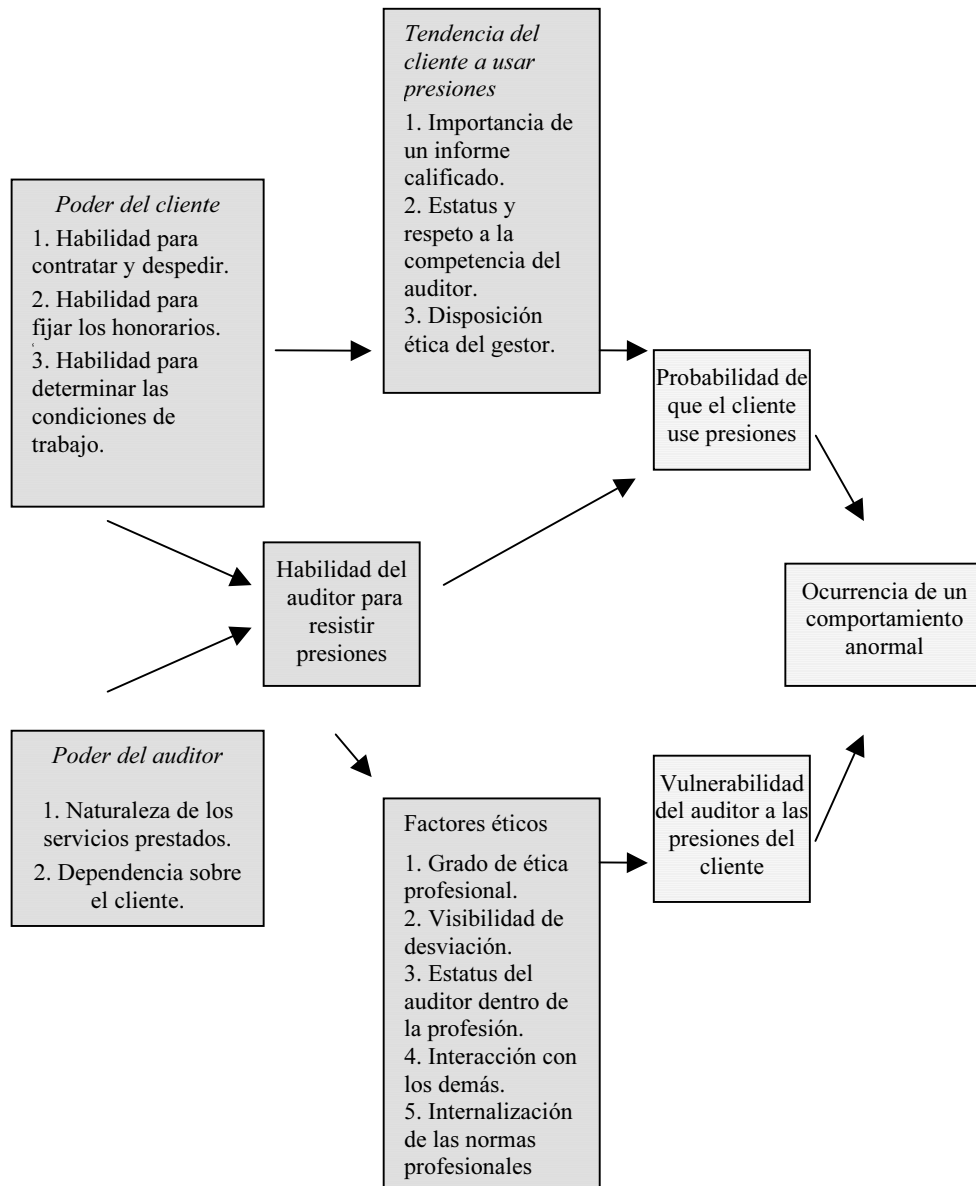 Tendencia del
cliente a usar
presiones
1. Importancia de
un informe
calificado.
2. Estatus y
respeto a la
competencia del
auditor.
3. Disposición
ética del gestor.
Poder del cliente
1. Habilidad para
contratar y despedir.
2. Habilidad para
fijar los honorarios.
3. Habilidad para
determinar las
condiciones de
trabajo.
Probabilidad de
que el cliente
use presiones
Habilidad del
auditor para
resistir
presiones
Ocurrencia de un
comportamiento
anormal
Poder del auditor
1. Naturaleza de los
servicios prestados.
2. Dependencia sobre
el cliente.
Factores éticos
1. Grado de ética
profesional.
2. Visibilidad de
desviación.
3. Estatus del
auditor dentro de
la profesión.
4. Interacción con
los demás.
5. Internalización
de las normas
profesionales
Vulnerabilidad
del auditor a las
presiones del
cliente